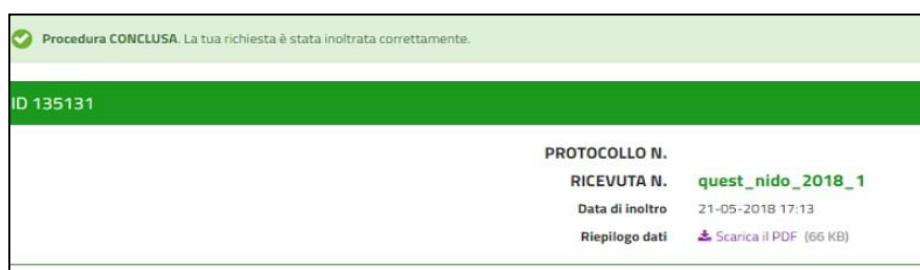 Procedura CONCLUSA. La tua richiesta è stata inoltrata correttamente.
ID 135131
PROTOCOLLO N.
RICEVUTA N. quest_nido_2018_1
Data di inoltro 21-05-2018 17:13
Riepilogo dati Scarica il PDF (66 KB)